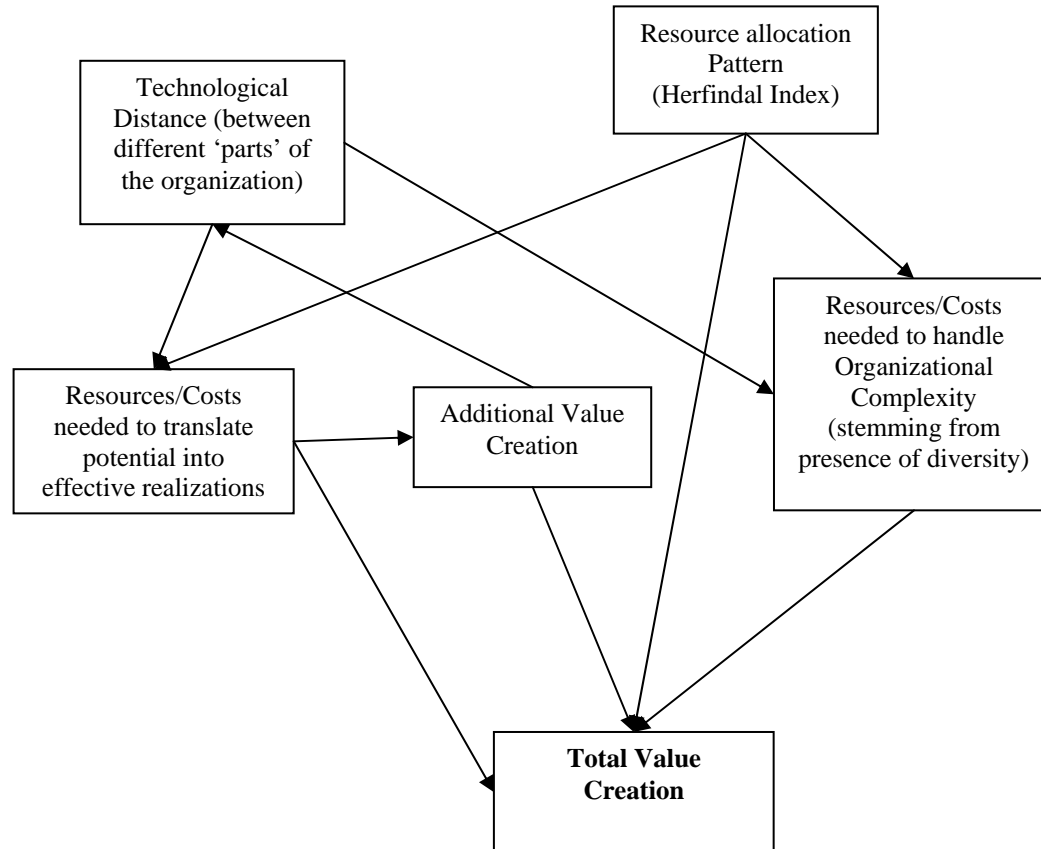 Resource allocation
Pattern
(Herfindal Index)
Technological
Distance (between
different ‘parts’ of
the organization)
Resources/Costs
needed to handle
Organizational
Complexity
(stemming from
presence of diversity)
Resources/Costs
needed to translate
potential into
effective realizations
Additional Value
Creation
Total Value
Creation